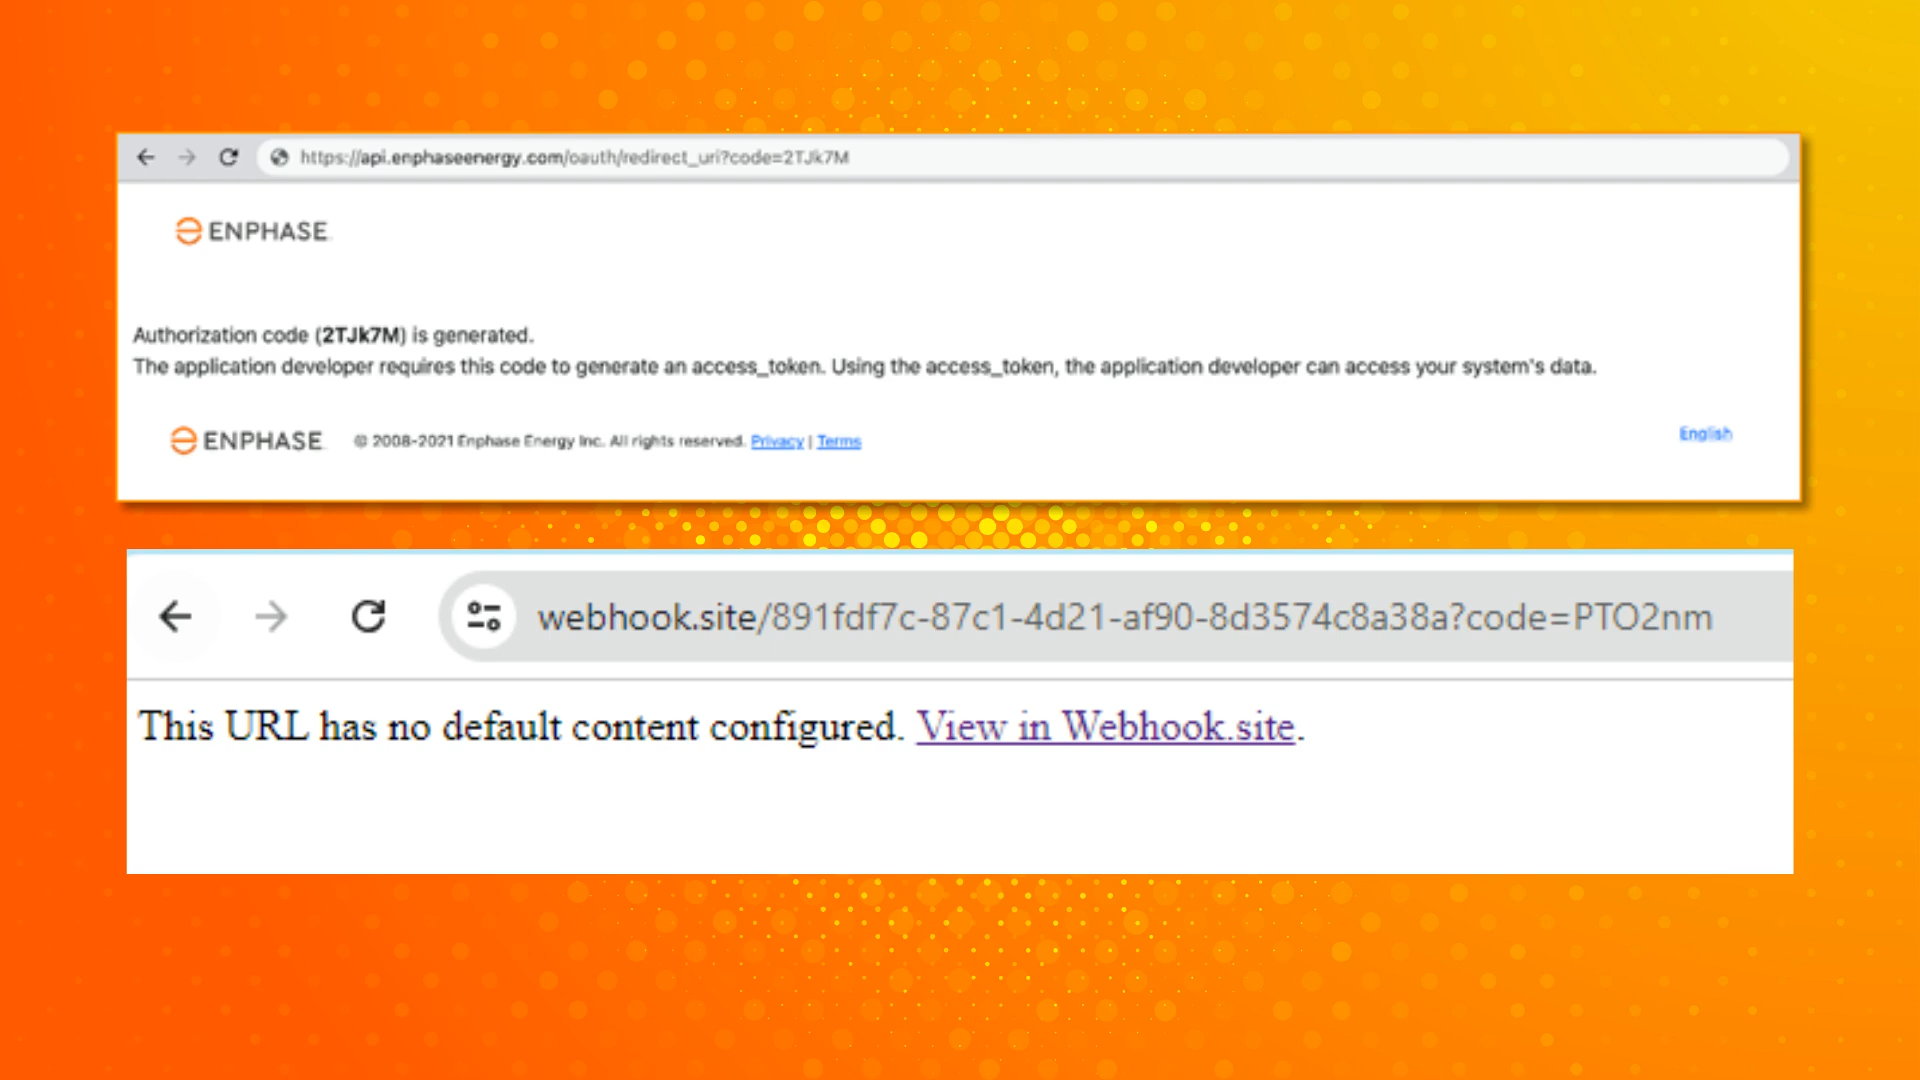 https://api.enphaseenergy.com/oauth/redirect_uri?code=2TJk7M
ENPHASE
Authorization code (2TJk7M) is generated.
The application developer requires this code to generate an access_token. Using the access_token, the application developer can access your system's data.
ENPHASE © 2008-2021 Enphase Energy Inc. All rights reserved. Privacy | Terms English
webhook.site/891fdf7c-87c1-4d21-af90-8d3574c8a38a?code=PTO2nm
This URL has no default content configured. View in Webhook.site.